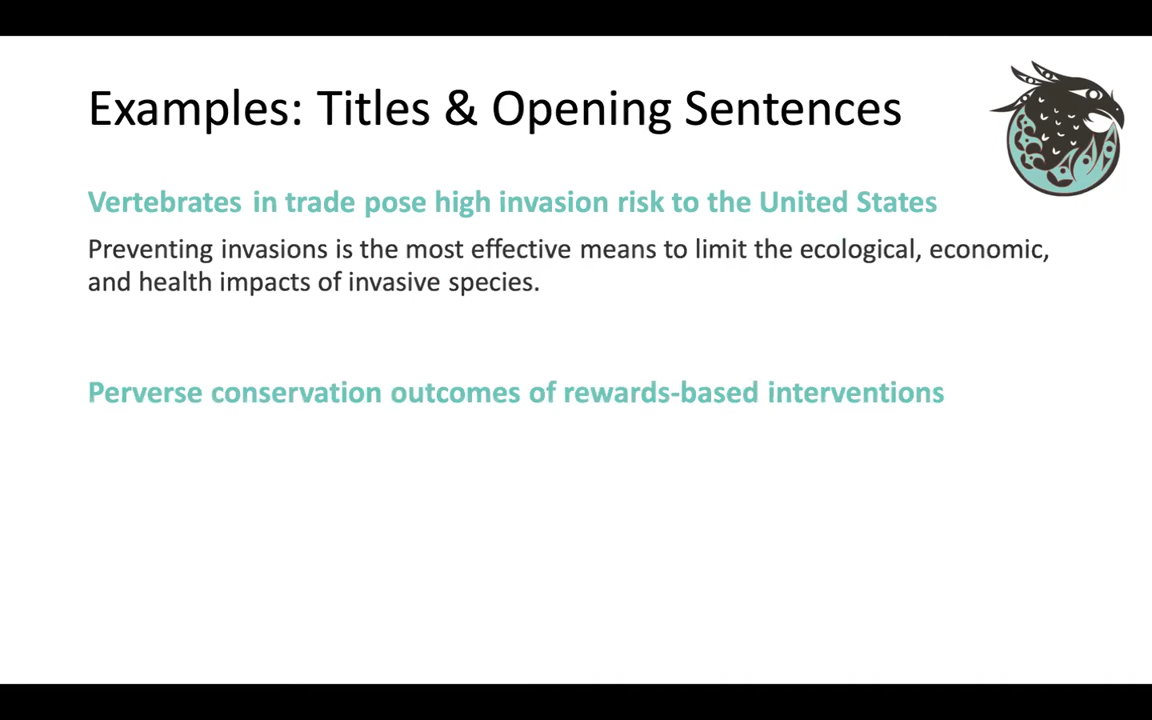 Examples: Titles & Opening Sentences
Vertebrates in trade pose high invasion risk to the United States
Preventing invasions is the most effective means to limit the ecological, economic,
and health impacts of invasive species.
Perverse conservation outcomes of rewards-based interventions